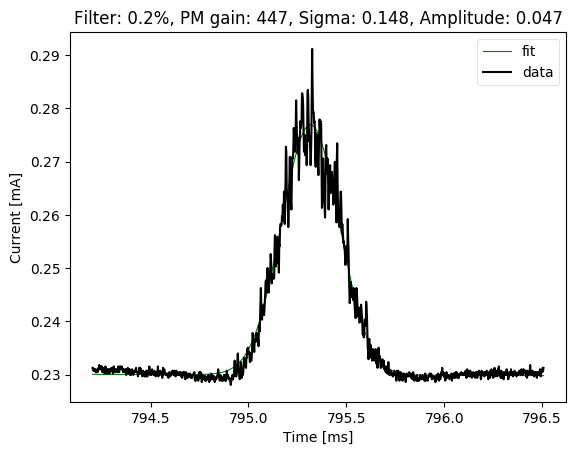 Filter: 0.2%, PM gain: 447, Sigma: 0.148, Amplitude: 0.047
fit
data
0.29
0.28
0.27
0.26
0.25
0.24
0.23
Current [mA]
794.5 795.0 795.5 796.0 796.5
Time [ms]